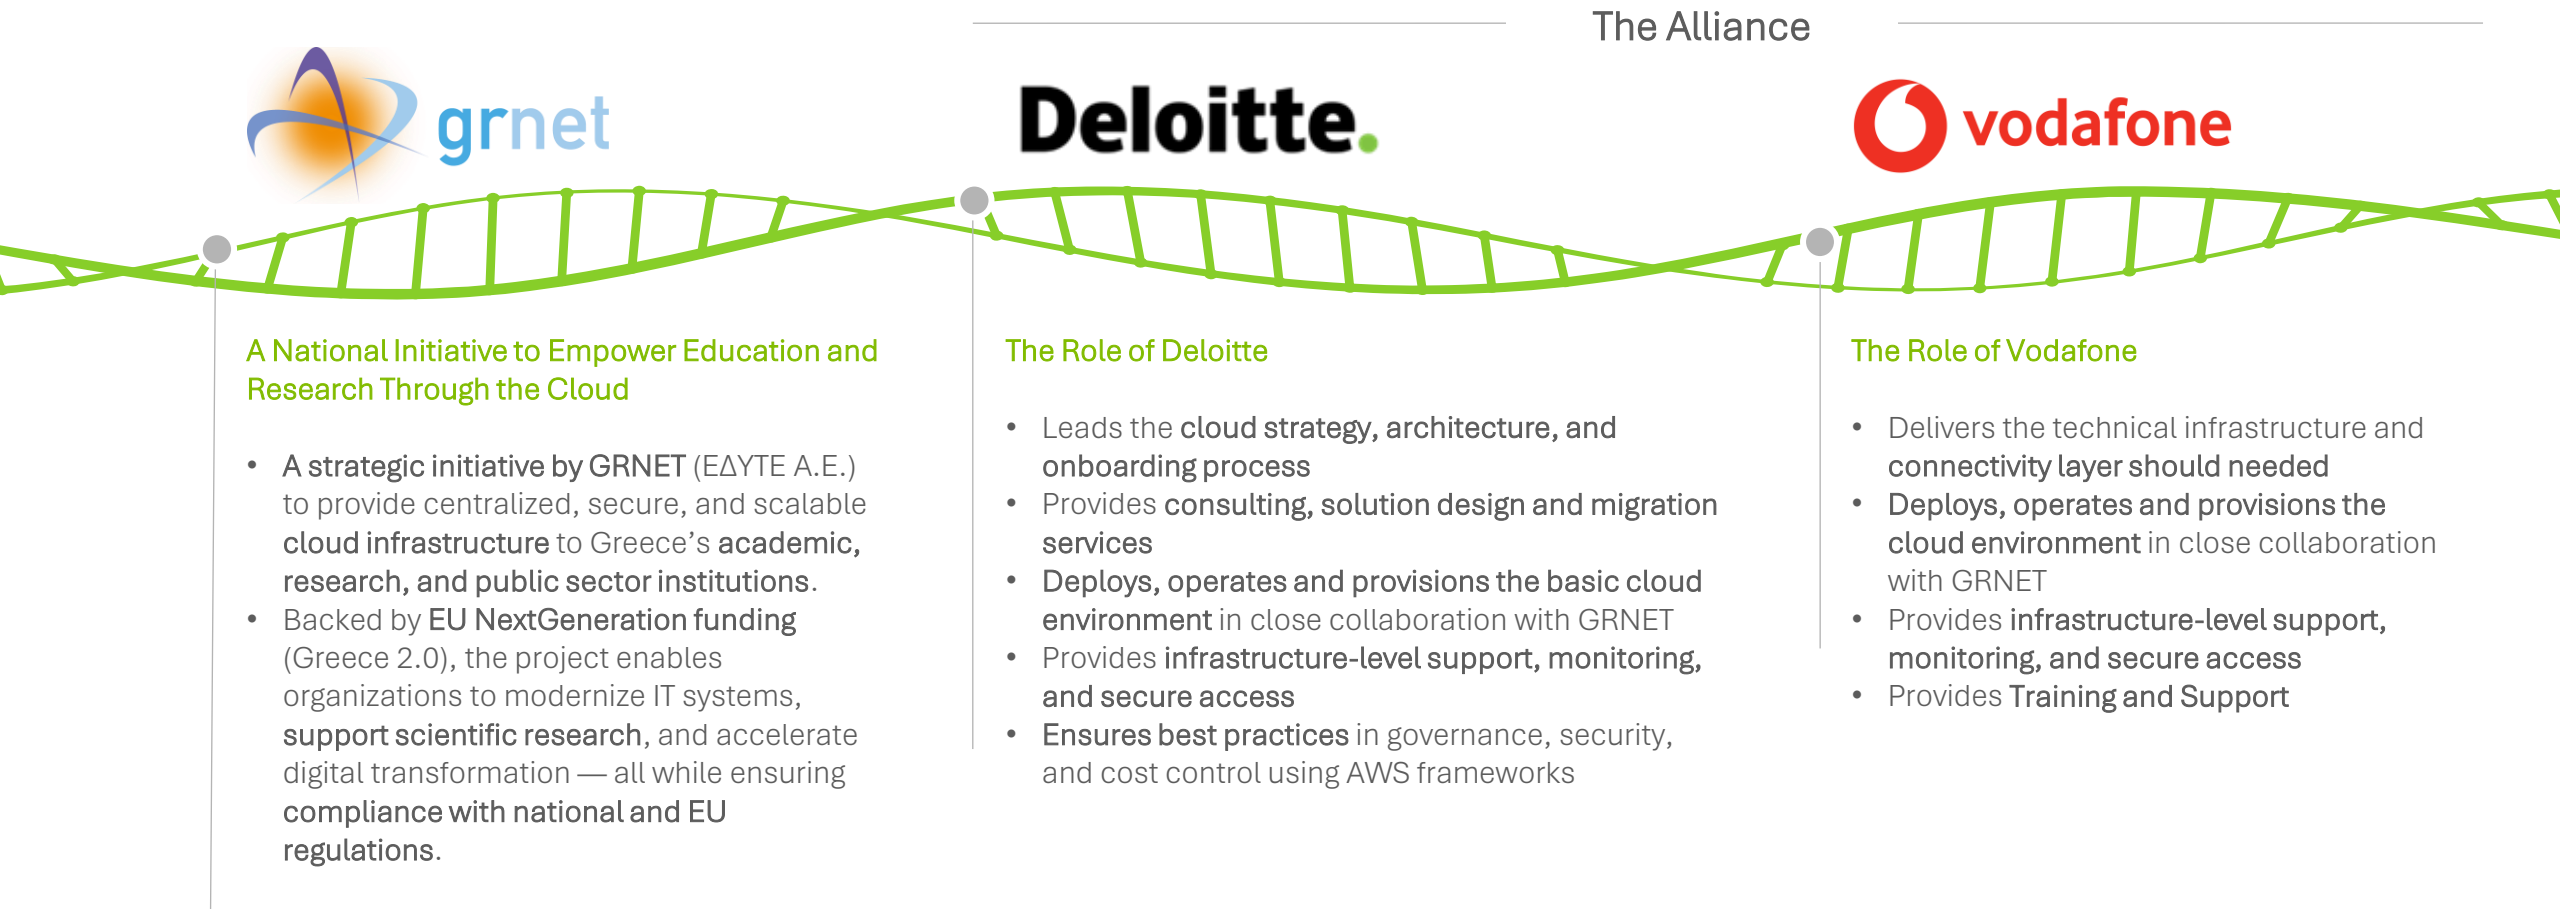 The Alliance
grnet
Deloitte.
vodafone
A National Initiative to Empower Education and
Research Through the Cloud
• A strategic initiative by GRNET (ΕΔΥΤΕ Α.Ε.)
to provide centralized, secure, and scalable
cloud infrastructure to Greece’s academic,
research, and public sector institutions.
• Backed by EU NextGeneration funding
(Greece 2.0), the project enables
organizations to modernize IT systems,
support scientific research, and accelerate
digital transformation — all while ensuring
compliance with national and EU
regulations.
The Role of Deloitte
• Leads the cloud strategy, architecture, and
onboarding process
• Provides consulting, solution design and migration
services
• Deploys, operates and provisions the basic cloud
environment in close collaboration with GRNET
• Provides infrastructure-level support, monitoring,
and secure access
• Ensures best practices in governance, security,
and cost control using AWS frameworks
The Role of Vodafone
• Delivers the technical infrastructure and
connectivity layer should needed
• Deploys, operates and provisions the
cloud environment in close collaboration
with GRNET
• Provides infrastructure-level support,
monitoring, and secure access
• Provides Training and Support